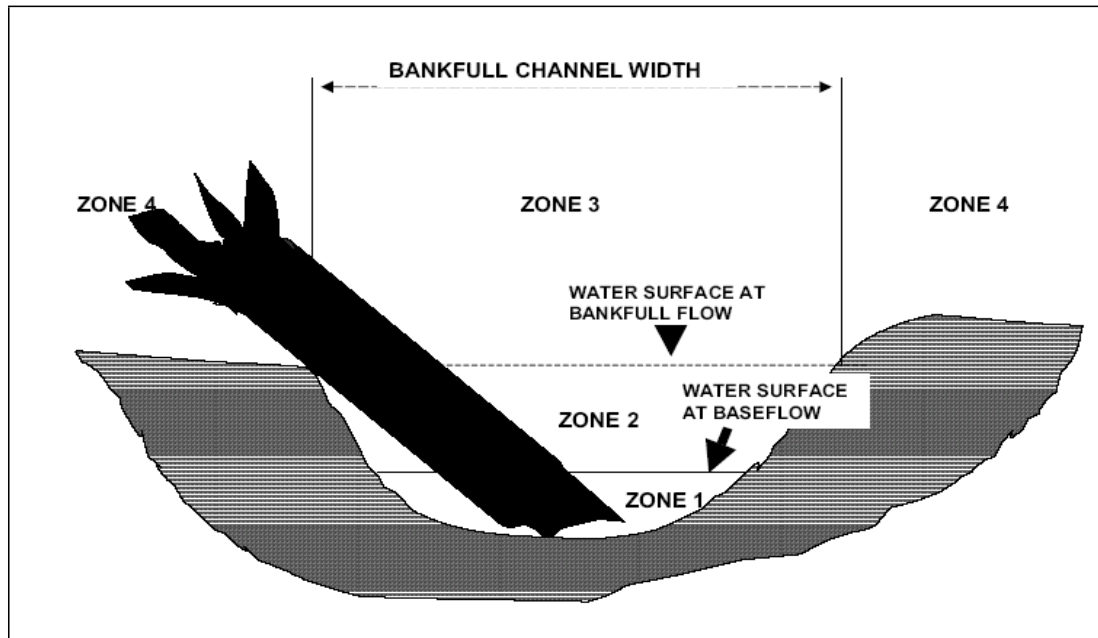 BANKFULL CHANNEL WIDTH
ZONE 4
ZONE 3
ZONE 4
WATER SURFACE AT
BANKFULL FLOW
WATER SURFACE
AT BASEFLOW
ZONE 2
ZONE 1